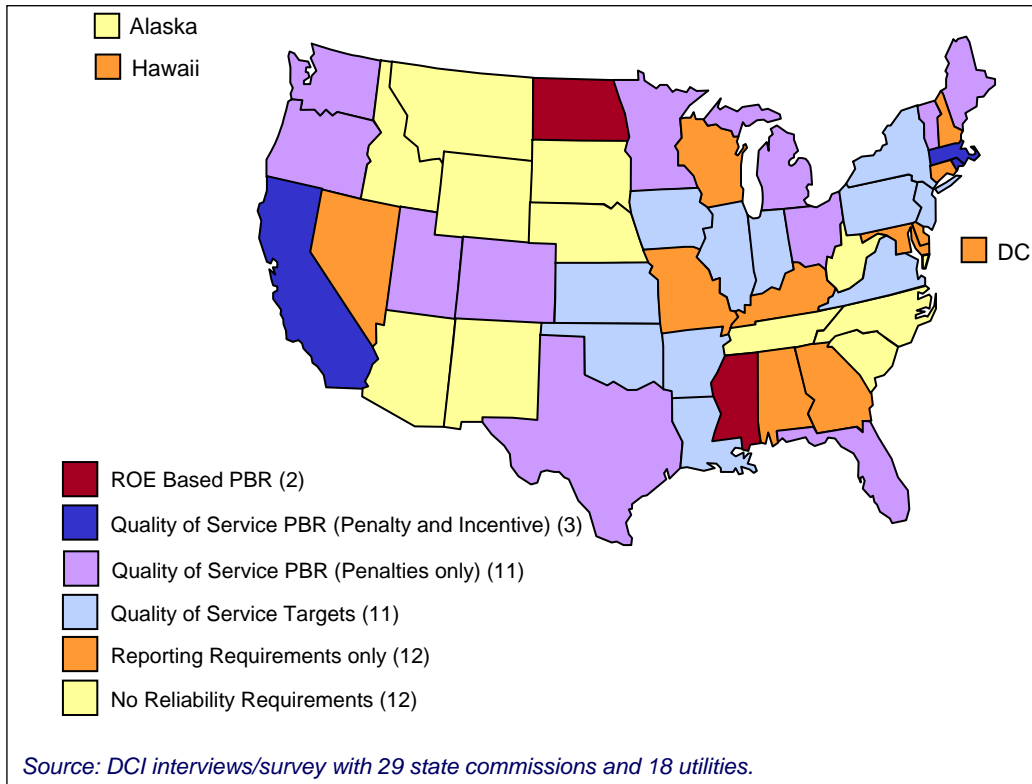 Alaska
Hawaii
DC
ROE Based PBR (2)
Quality of Service PBR (Penalty and Incentive) (3)
Quality of Service PBR (Penalties only) (11)
Quality of Service Targets (11)
Reporting Requirements only (12)
No Reliability Requirements (12)
Source: DCI interviews/survey with 29 state commissions and 18 utilities.